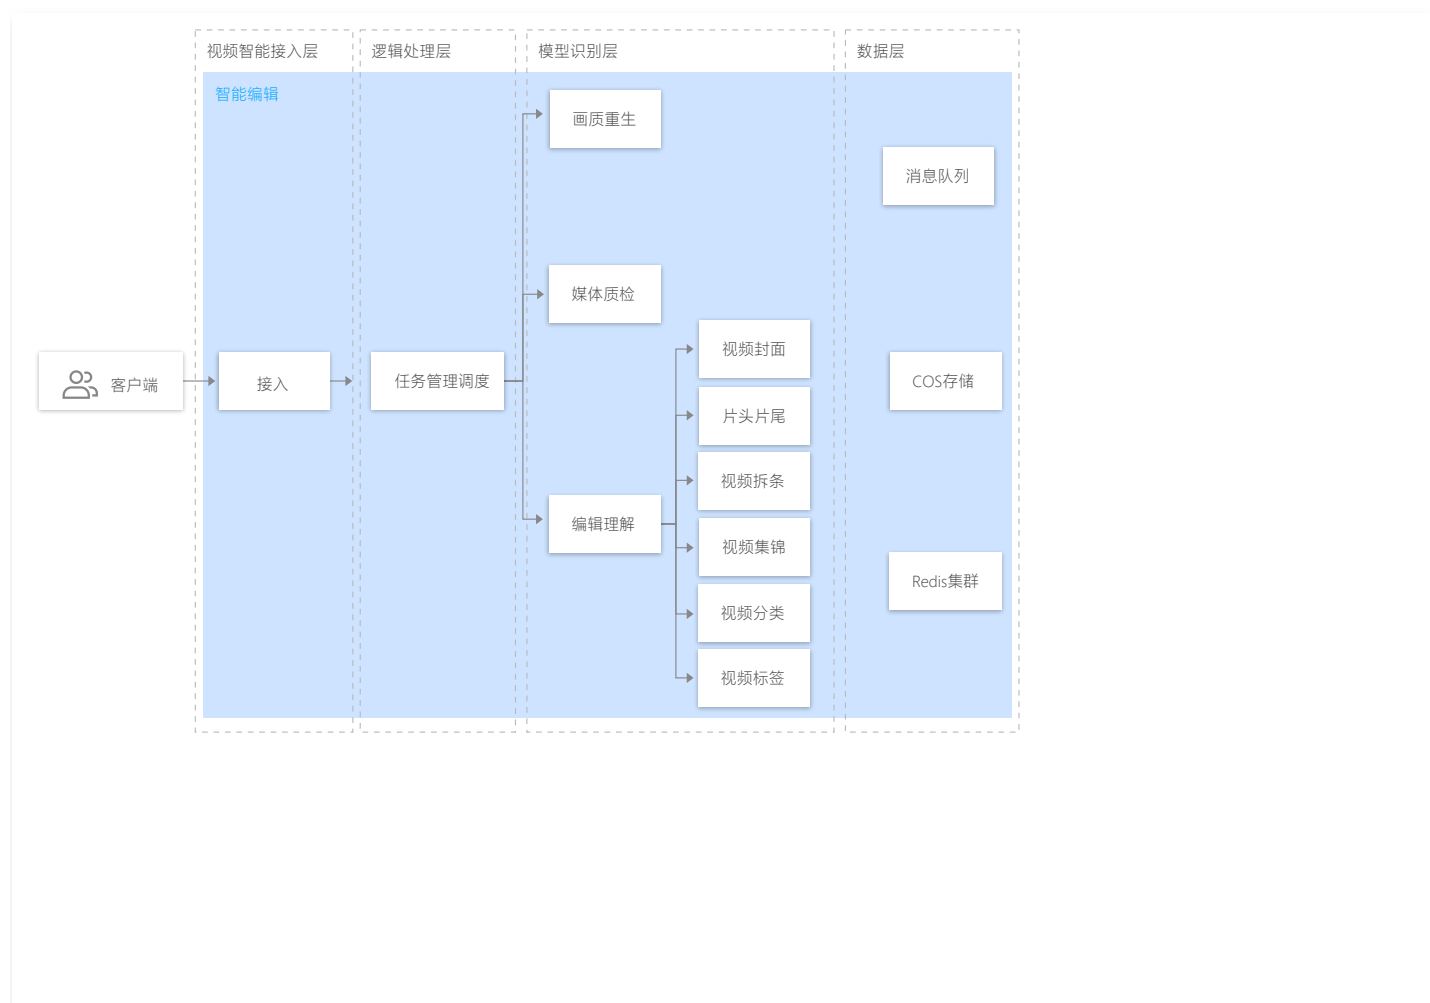 视频智能接入层
逻辑处理层
模型识别层
数据层
智能编辑
画质重生
消息队列
媒体质检
视频封面
客户端
接入
任务管理调度
COS存储
片头片尾
视频拆条
编辑理解
视频集锦
Redis集群
视频分类
视频标签